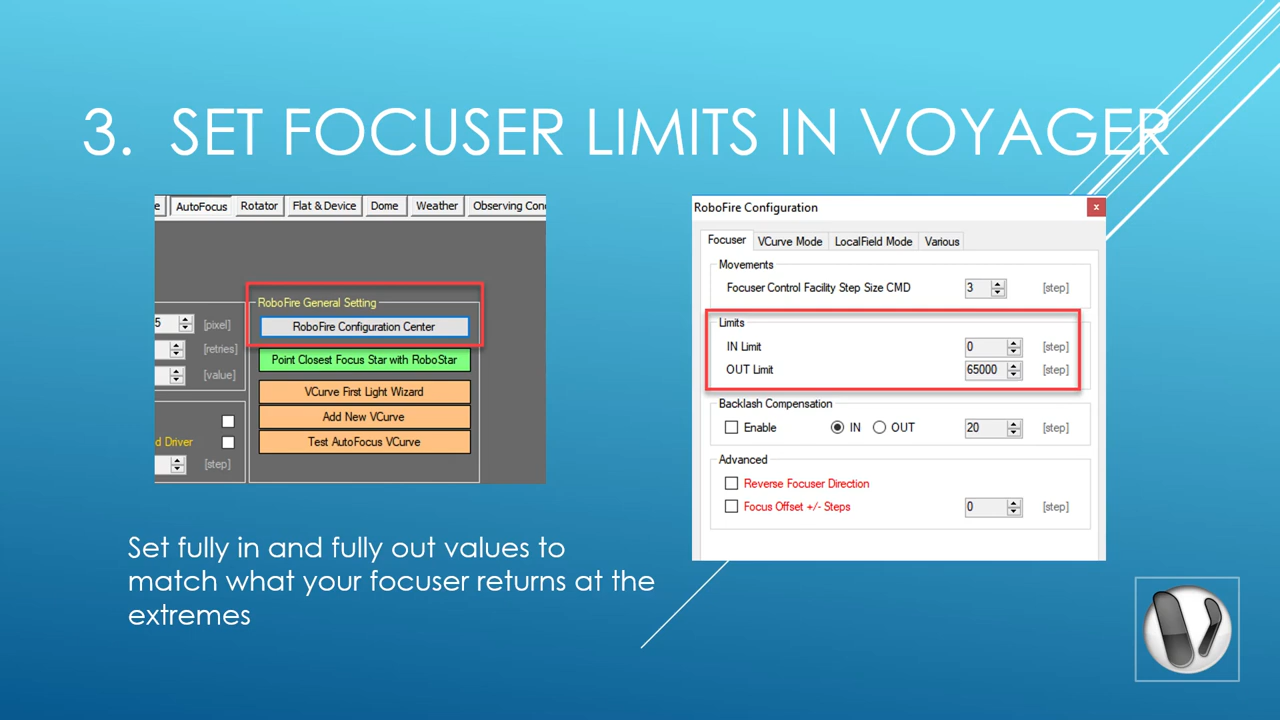 3. SET FOCUSER LIMITS IN VOYAGER
e AutoFocus Rotator Flat & Device Dome Weather Observing Con
RoboFire General Setting
5 [pixel] RoboFire Configuration Center
[retries] Point Closest Focus Star with RoboStar
[value] VCurve First Light Wizard
Add New VCurve
d Driver Test AutoFocus VCurve
[step]
RoboFire Configuration x
Focuser VCurve Mode LocalField Mode Various
Movements
Focuser Control Facility Step Size CMD 3 [step]
Limits
IN Limit 0 [step]
OUT Limit 65000 [step]
Backlash Compensation
Enable IN OUT 20 [step]
Advanced
Reverse Focuser Direction
Focus Offset +/- Steps 0 [step]
Set fully in and fully out values to
match what your focuser returns at the
extremes